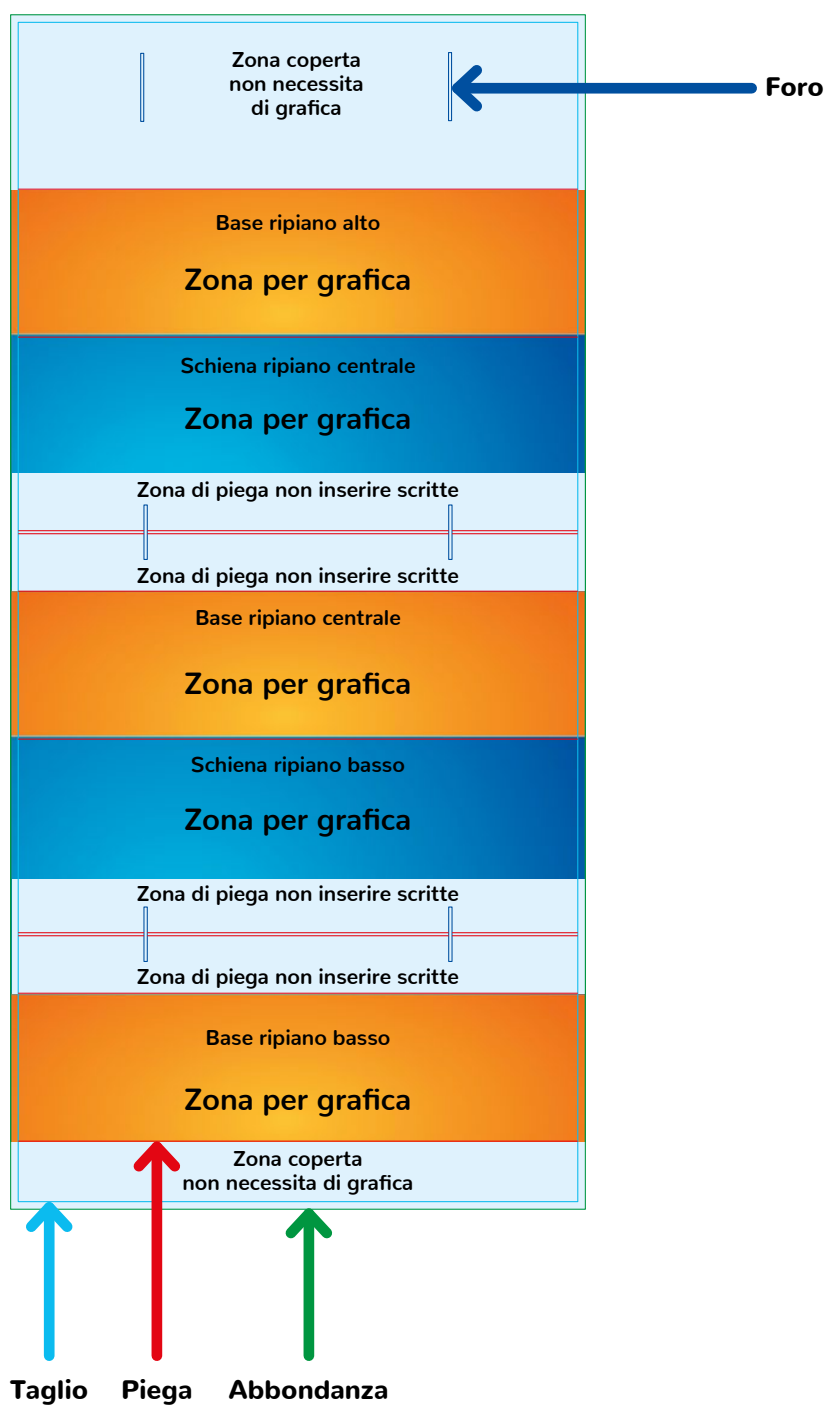 Zona coperta
non necessita
di grafica
Foro
Base ripiano alto
Zona per grafica
Schiena ripiano centrale
Zona per grafica
Zona di piega non inserire scritte
Zona di piega non inserire scritte
Base ripiano centrale
Zona per grafica
Schiena ripiano basso
Zona per grafica
Zona di piega non inserire scritte
Zona di piega non inserire scritte
Base ripiano basso
Zona per grafica
Zona coperta
non necessita di grafica
Taglio Piega Abbondanza